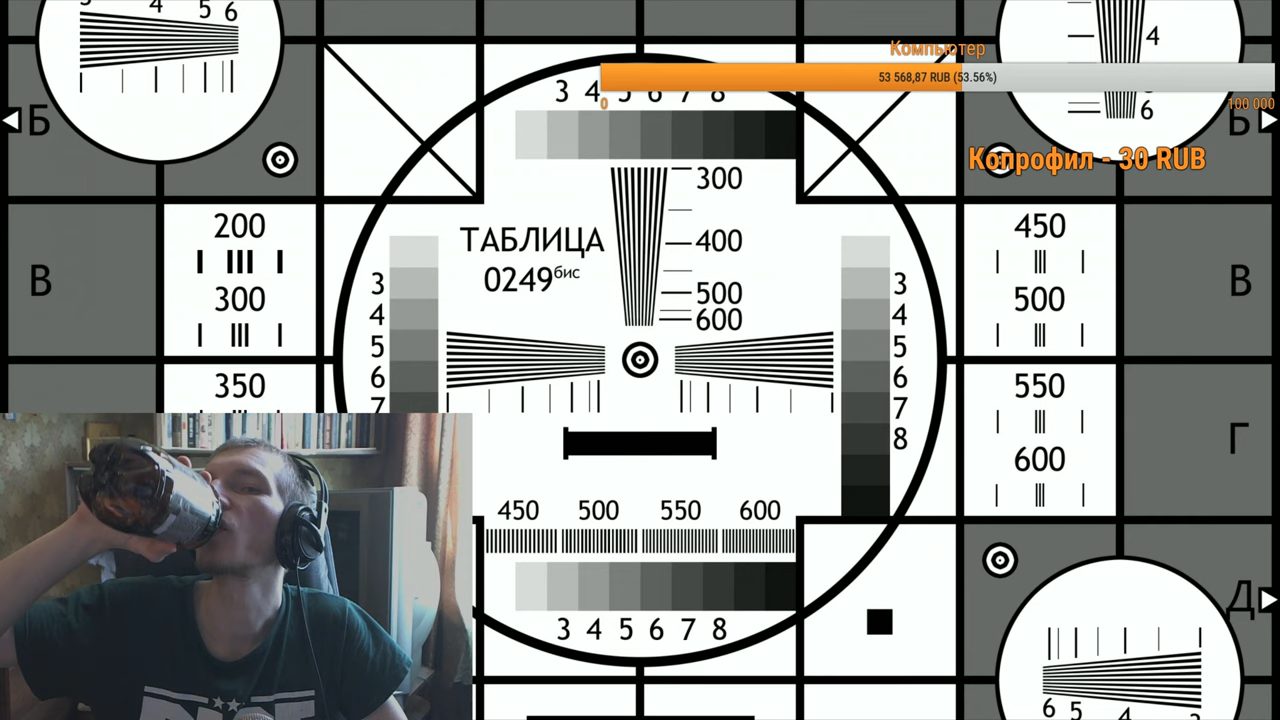 3 4 5 6
4
6
Компьютер
53 568,87 RUB (53.56%)
0
100 000
Копрофил - 30 RUB
3 4 5 6 7 8
Б
Б
300
400
500
600
ТАБЛИЦА
0249бис
200
300
350
450
500
550
600
В
В
Г
Д
3
4
5
6
7
3
4
5
6
7
8
450 500 550 600
3 4 5 6 7 8
6 5 4 3